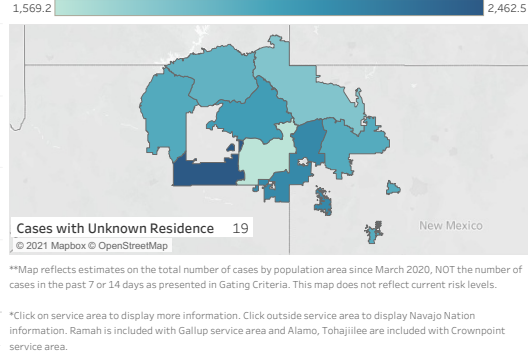 1,569.2 2,462.5
New Mexico
Cases with Unknown Residence 19
© 2021 Mapbox © OpenStreetMap
**Map reflects estimates on the total number of cases by population area since March 2020, NOT the number of
cases in the past 7 or 14 days as presented in Gating Criteria. This map does not reflect current risk levels.
*Click on service area to display more information. Click outside service area to display Navajo Nation
information. Ramah is included with Gallup service area and Alamo, Tohajiilee are included with Crownpoint
service area.